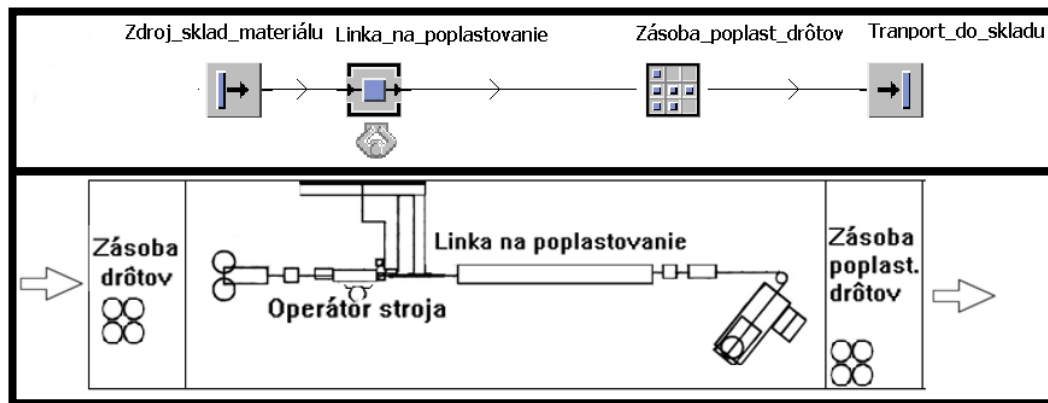 Zdroj_sklad_materiálu Linka_na_poplastovanie Zásoba_poplast_drôtov Tranport_do_skladu
Zásoba
drôtov
Linka na poplastovanie
Operátor stroja
Zásoba
poplast.
drôtov